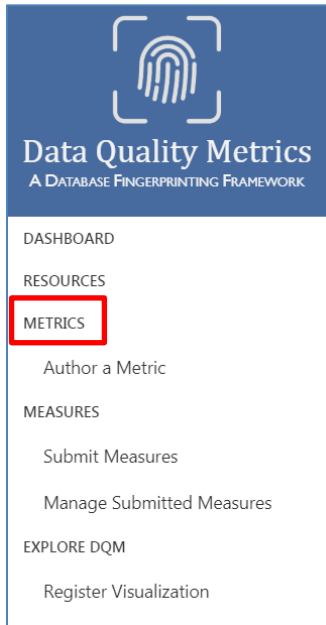 Data Quality Metrics
A DATABASE FINGERPRINTING FRAMEWORK
DASHBOARD
RESOURCES
METRICS
Author a Metric
MEASURES
Submit Measures
Manage Submitted Measures
EXPLORE DQM
Register Visualization